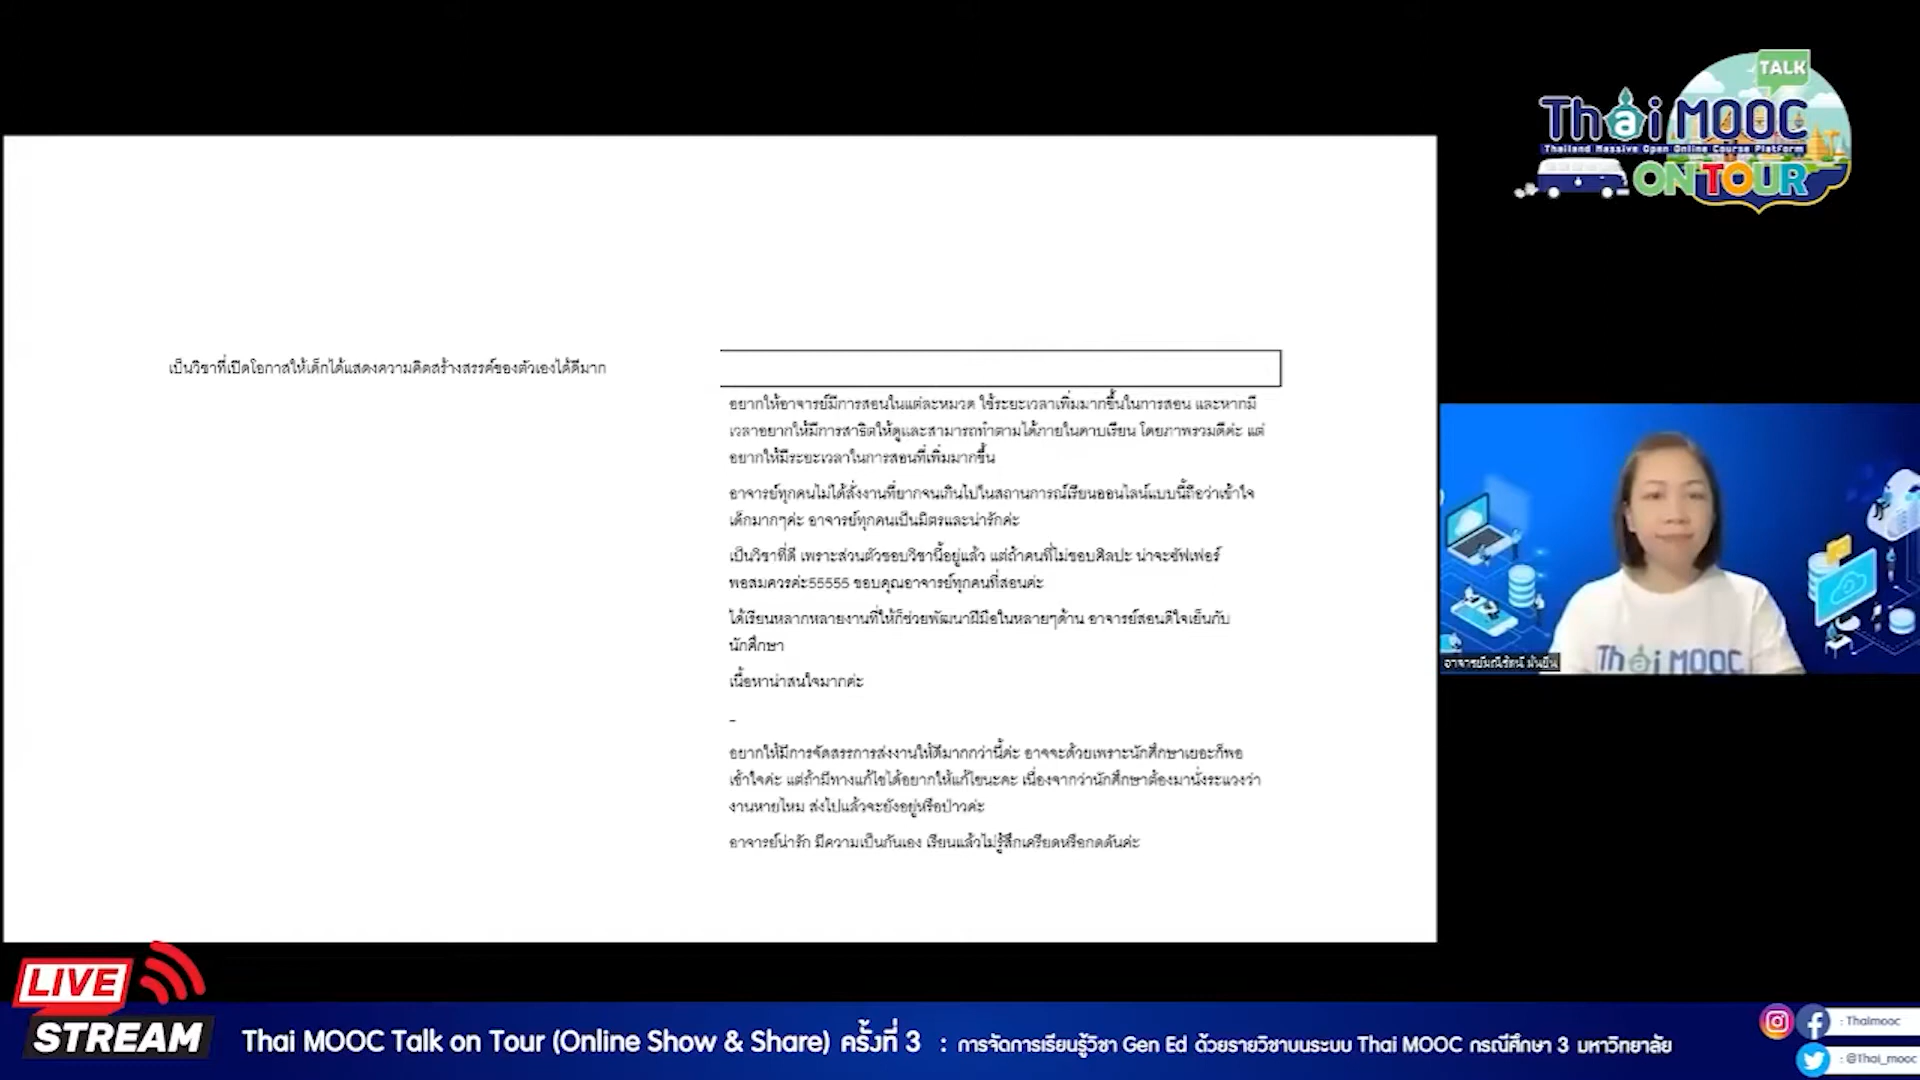 TALK
Thai MOOC
Thailand Massive Open Online Course Platform
ON TOUR
เป็นวิชาที่เปิดโอกาสให้เด็กได้แสดงความคิดสร้างสรรค์ของตัวเองได้ดีมาก
อยากให้อาจารย์มีการสอนในแต่ละหมวด ใช้ระยะเวลาเพิ่มมากขึ้นในการสอน และหากมี
เวลาอยากให้มีการสาธิตให้ดูและสามารถทำตามได้ภายในคาบเรียน โดยภาพรวมดีค่ะ แต่
อยากให้มีระยะเวลาในการสอนที่เพิ่มมากขึ้น
อาจารย์ทุกคนไม่ได้สั่งงานที่ยากจนเกินไปในสถานการณ์เรียนออนไลน์แบบนี้ถือว่าเข้าใจ
เด็กมากๆค่ะ อาจารย์ทุกคนเป็นมิตรและน่ารักค่ะ
เป็นวิชาที่ดี เพราะส่วนตัวชอบวิชานี้อยู่แล้ว แต่ถ้าคนที่ไม่ชอบศิลปะ น่าจะซัฟเฟอร์
พอสมควรค่ะ55555 ขอบคุณอาจารย์ทุกคนที่สอนค่ะ
ได้เรียนหลากหลายงานที่ให้ก็ช่วยพัฒนาฝีมือในหลายๆด้าน อาจารย์สอนดีใจเย็นกับ
นักศึกษา
เนื้อหาน่าสนใจมากค่ะ
-
อยากให้มีการจัดสรรการส่งงานให้ดีมากกว่านี้ค่ะ อาจจะด้วยเพราะนักศึกษาเยอะก็พอ
เข้าใจค่ะ แต่ถ้ามีทางแก้ไขได้อยากให้แก้ไขนะคะ เนื่องจากว่านักศึกษาต้องมานั่งระแวงว่า
งานหายไหม ส่งไปแล้วจะยังอยู่หรือป่าวค่ะ
อาจารย์น่ารัก มีความเป็นกันเอง เรียนแล้วไม่รู้สึกเครียดหรือกดดันค่ะ
Thai MOOC
อาจารย์มณีรัตน์ มั่นยืน
LIVE
STREAM
Thai MOOC Talk on Tour (Online Show & Share) ครั้งที่ 3 : การจัดการเรียนรู้วิชา Gen Ed ด้วยรายวิชาบนระบบ Thai MOOC กรณีศึกษา 3 มหาวิทยาลัย
: Thaimooc
: @Thai_mooc